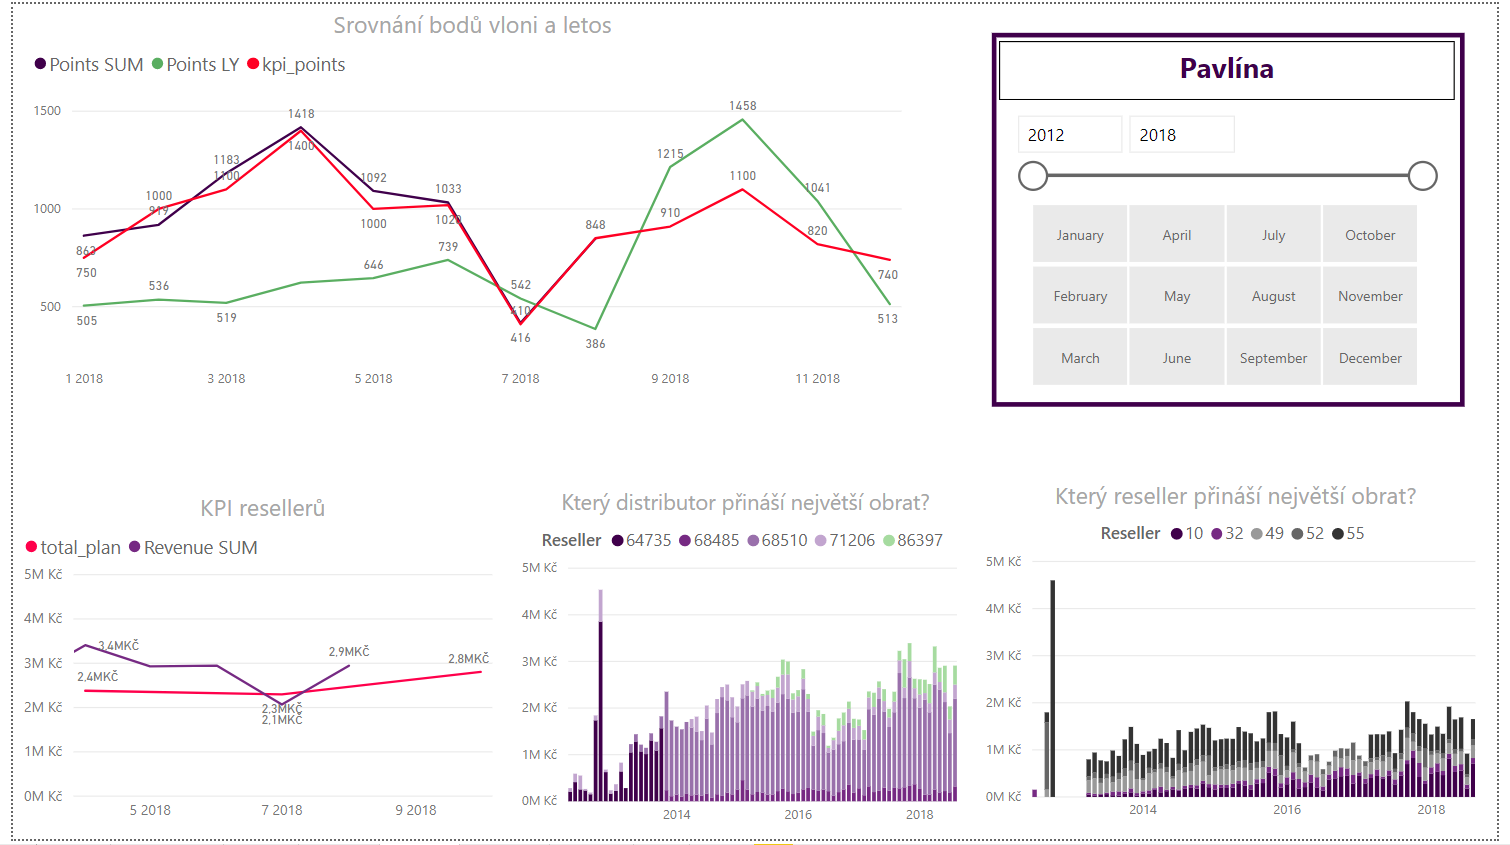 Srovnání bodů vloni a letos
Points SUM Points LY kpi_points
1500
1000
500
863
750
505
1000
919
536
1183
1100
519
1418
1400
1092
1000
646
1033
1020
739
542
410
416
848
386
1215
910
1458
1100
1041
820
740
513
1 2018 3 2018 5 2018 7 2018 9 2018 11 2018
Pavlína
2012 2018
January April July October
February May August November
March June September December
KPI resellerů
total_plan Revenue SUM
5M Kč
4M Kč
3M Kč
2M Kč
1M Kč
0M Kč
3,4MKČ
2,4MKČ
2,9MKČ
2,8MKČ
2,3MKČ
2,1MKČ
5 2018 7 2018 9 2018
Který distributor přináší největší obrat?
Reseller 64735 68485 68510 71206 86397
5M Kč
4M Kč
3M Kč
2M Kč
1M Kč
0M Kč
2014 2016 2018
Který reseller přináší největší obrat?
Reseller 10 32 49 52 55
5M Kč
4M Kč
3M Kč
2M Kč
1M Kč
0M Kč
2014 2016 2018